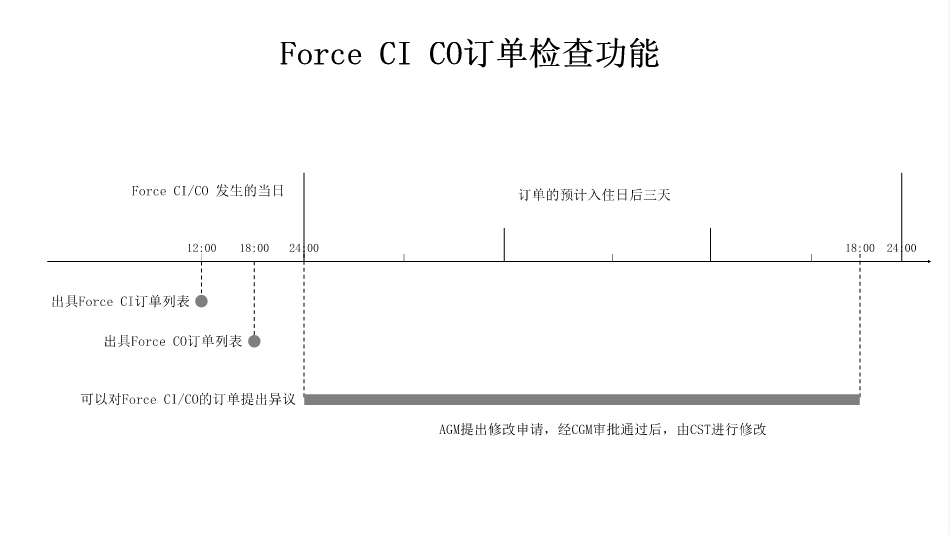 Force CI CO订单检查功能
Force CI/CO 发生的当日
订单的预计入住日后三天
12:00 18:00 24:00 18:00 24:00
出具Force CI订单列表
出具Force CO订单列表
可以对Force CI/CO的订单提出异议
AGM提出修改申请，经CGM审批通过后，由CST进行修改